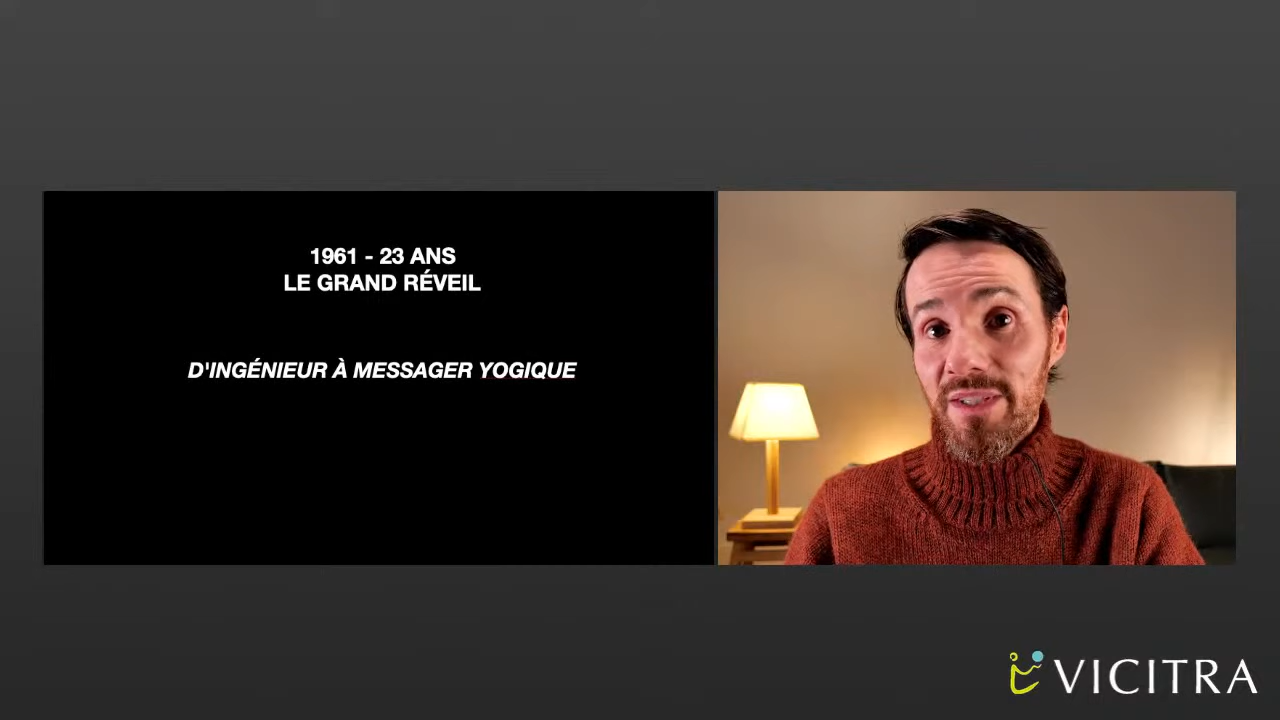 1961 - 23 ANS
LE GRAND RÉVEIL
D'INGÉNIEUR À MESSAGER YOGIQUE
VICITRA